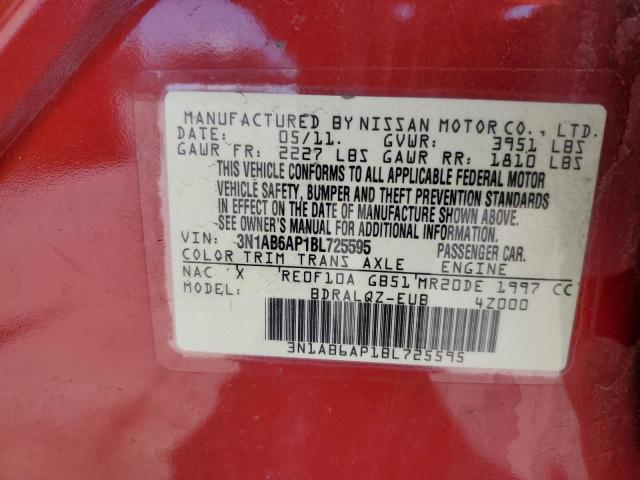 MANUFACTURED BY NISSAN MOTOR CO., LTD.
DATE: 05/11. GVWR: 3951 LBS
GAWR FR: 2227 LBS GAWR RR: 1810 LBS
THIS VEHICLE CONFORMS TO ALL APPLICABLE FEDERAL MOTOR
VEHICLE SAFETY, BUMPER AND THEFT PREVENTION STANDARDS
IN EFFECT ON THE DATE OF MANUFACTURE SHOWN ABOVE.
SEE OWNER'S MANUAL FOR ADDITIONAL INFORMATION.
VIN: 3N1AB6AP1BL725595 PASSENGER CAR.
COLOR TRIM TRANS AXLE ENGINE
NAC X RE0F10A GB51 MR20DE 1997 CC
MODEL: BDRALQZ-EUB 4Z000
3N1AB6AP1BL725595